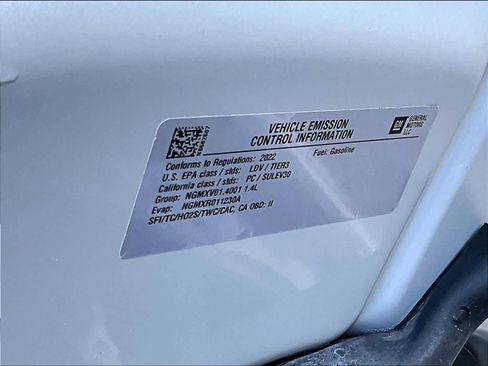 VEHICLE EMISSION
CONTROL INFORMATION
GM
GENERAL
MOTORS
LLC
Conforms to Regulations: 2022
Fuel: Gasoline
U.S. EPA class / stds: LDV / TIER3
California class / stds: PC / SULEV30
Group: NGMXV01.4001 1.4L
Evap: NGMXR011230A
SFI/TC/HO2S/TWC/CAC, CA OBD: II